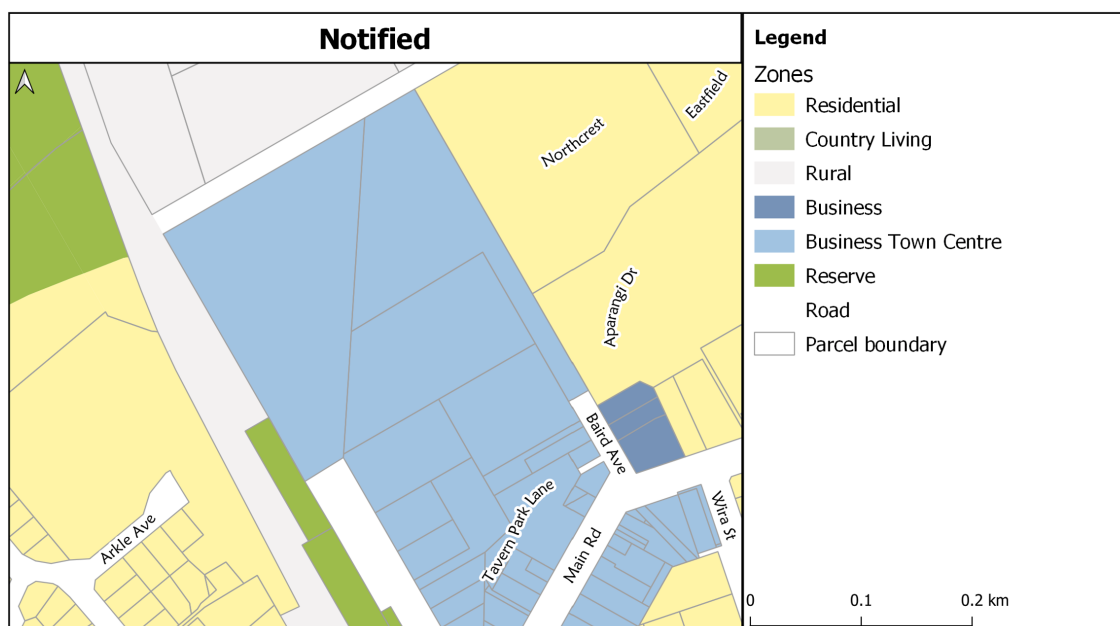 Notified
Eastfield
Northcrest
Aparangi Dr
Baird Ave
Tavern Park Lane
Wira St
Arkle Ave
Main Rd
Legend
Zones
Residential
Country Living
Rural
Business
Business Town Centre
Reserve
Road
Parcel boundary
0 0.1 0.2 km